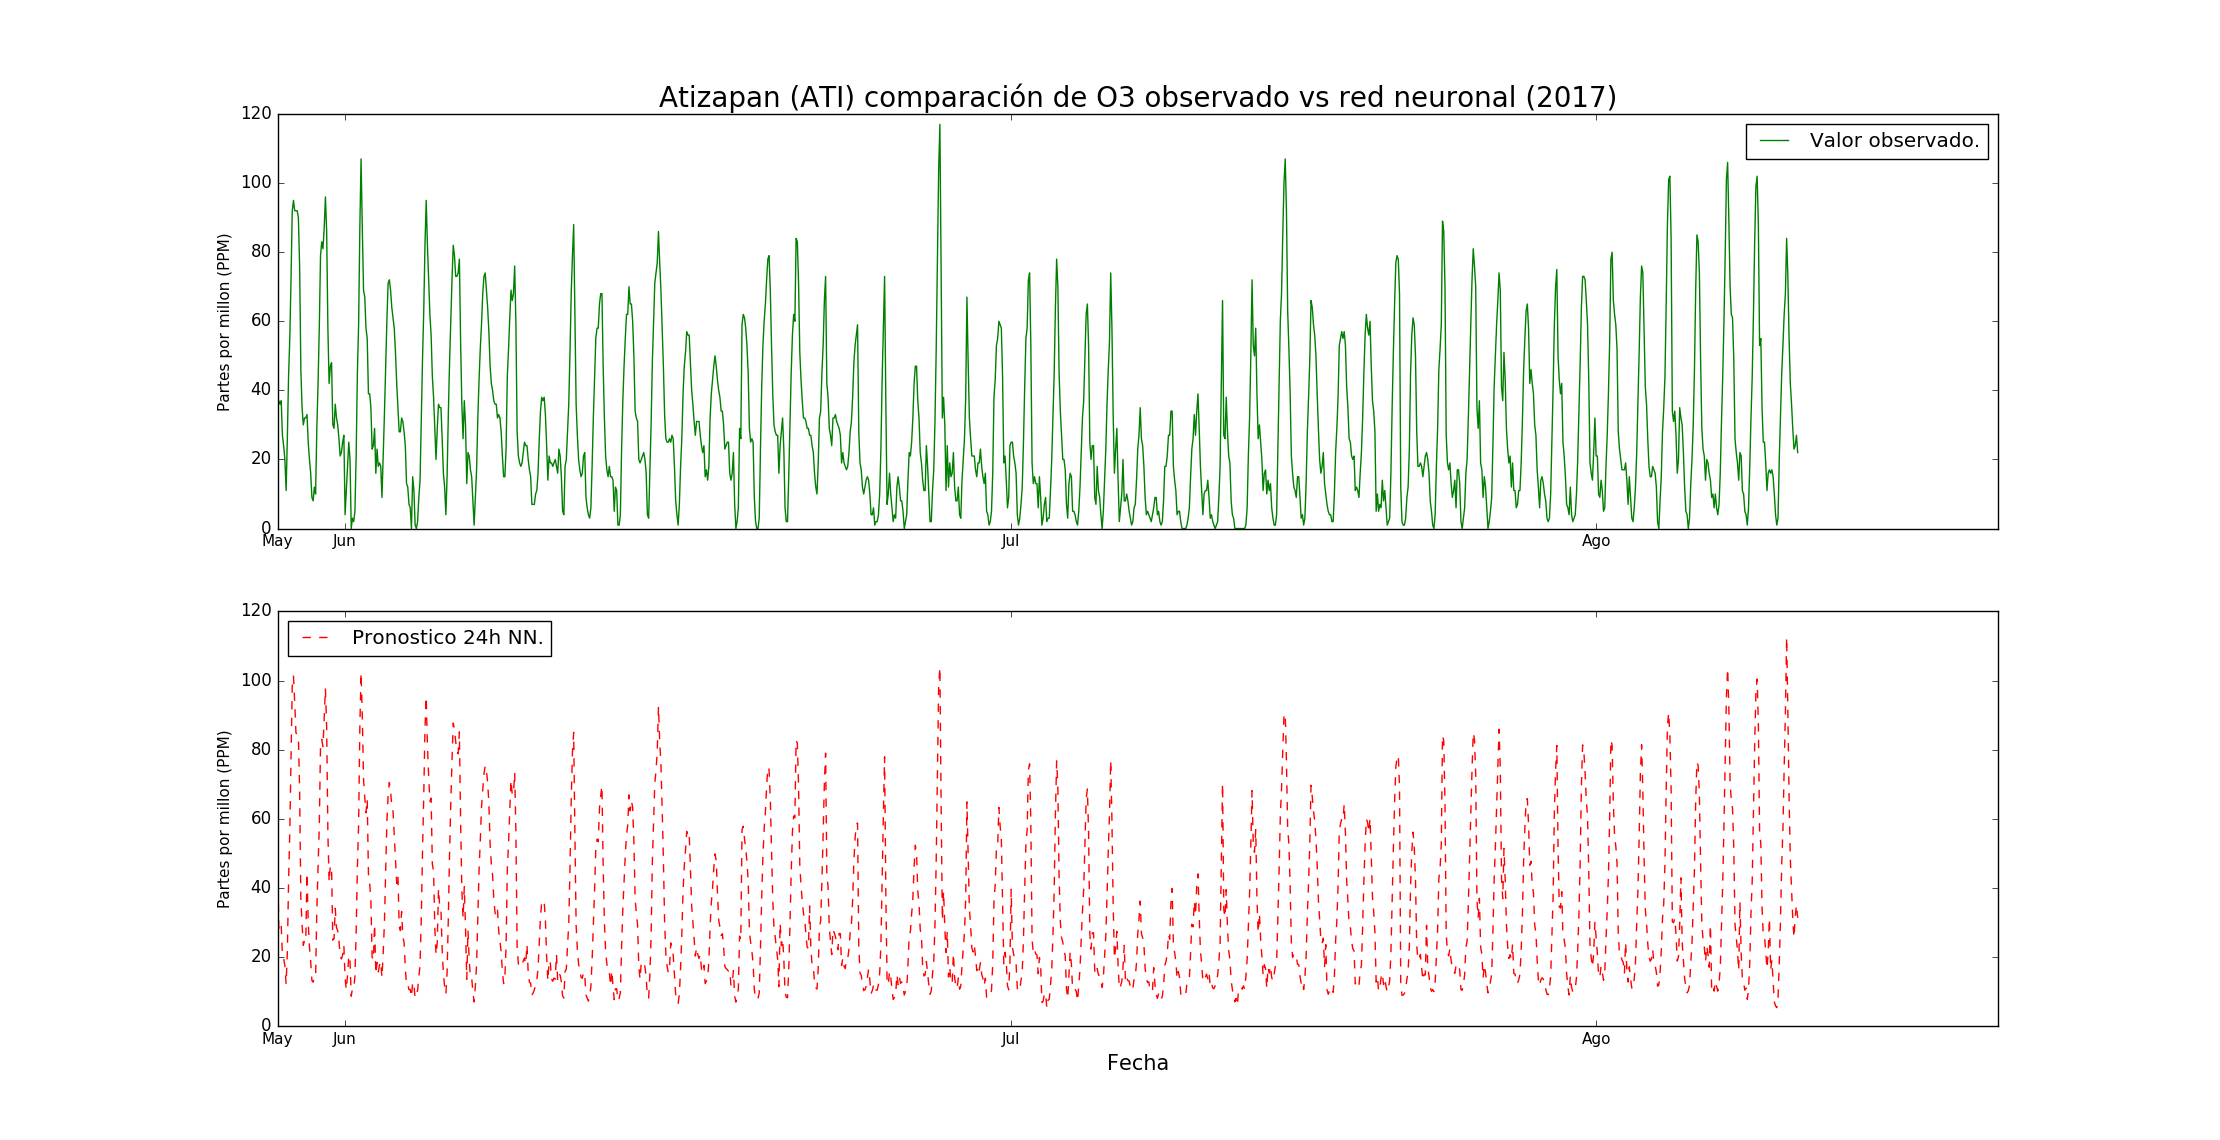 Atizapan (ATI) comparación de O3 observado vs red neuronal (2017)
120
100
80
60
40
20
0
Partes por millon (PPM)
Valor observado.
May
Jun
Jul
Ago
120
100
80
60
40
20
0
Partes por millon (PPM)
Pronostico 24h NN.
May
Jun
Jul
Ago
Fecha